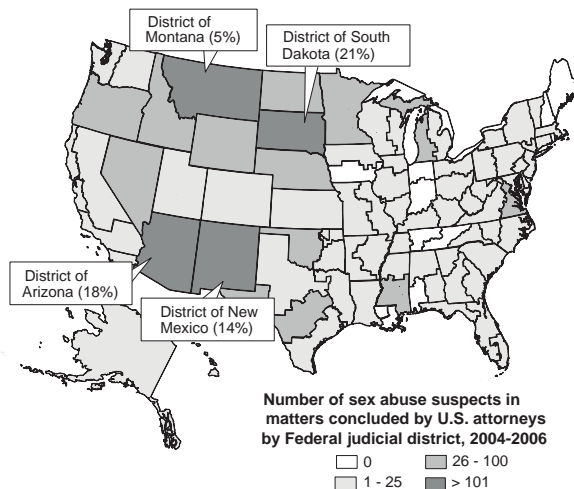 District of
Montana (5%)
District of South
Dakota (21%)
District of
Arizona (18%)
District of New
Mexico (14%)
Number of sex abuse suspects in
matters concluded by U.S. attorneys
by Federal judicial district, 2004-2006
0
26 - 100
1 - 25
> 101